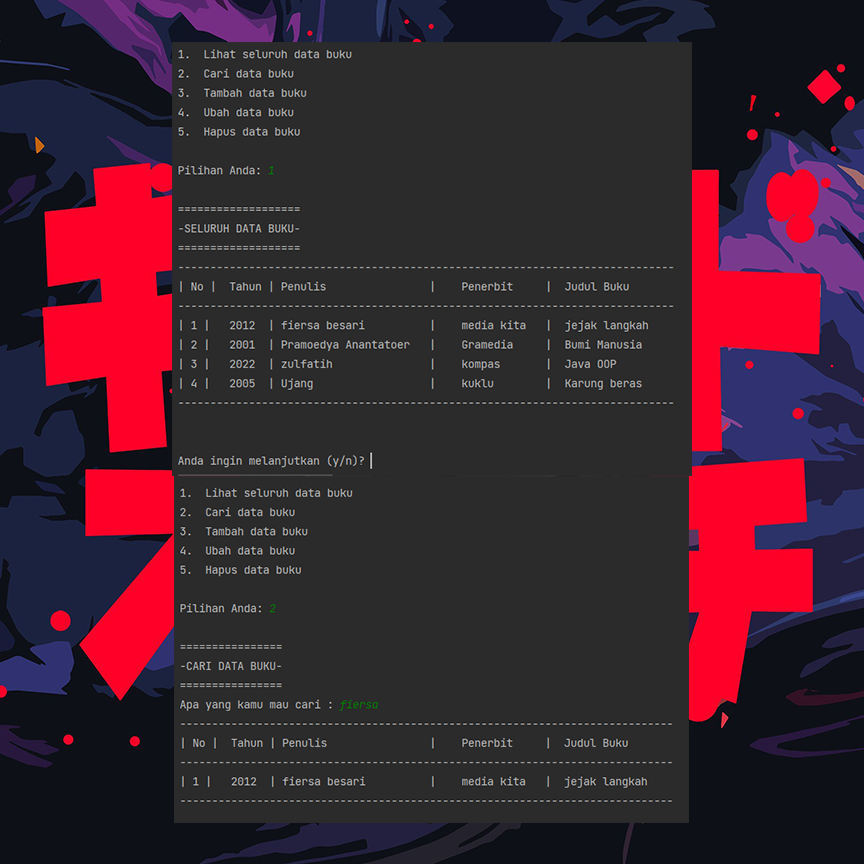 1.  Lihat seluruh data buku
2.  Cari data buku
3.  Tambah data buku
4.  Ubah data buku
5.  Hapus data buku
Pilihan Anda: 1
===================
-SELURUH DATA BUKU-
===================
-----------------------------------------------------------------------------
| No |  Tahun | Penulis                |    Penerbit     |  Judul Buku
-----------------------------------------------------------------------------
| 1 |   2012  | fiersa besari          |    media kita   |  jejak langkah
| 2 |   2001  | Pramoedya Anantatoer   |    Gramedia     |  Bumi Manusia
| 3 |   2022  | zulfatih               |    kompas       |  Java OOP
| 4 |   2005  | Ujang                  |    kuklu        |  Karung beras
-----------------------------------------------------------------------------
Anda ingin melanjutkan (y/n)?
1.  Lihat seluruh data buku
2.  Cari data buku
3.  Tambah data buku
4.  Ubah data buku
5.  Hapus data buku
Pilihan Anda: 2
================
-CARI DATA BUKU-
================
Apa yang kamu mau cari : fiersa
-----------------------------------------------------------------------------
| No |  Tahun | Penulis                |    Penerbit     |  Judul Buku
-----------------------------------------------------------------------------
| 1 |   2012  | fiersa besari          |    media kita   |  jejak langkah
-----------------------------------------------------------------------------